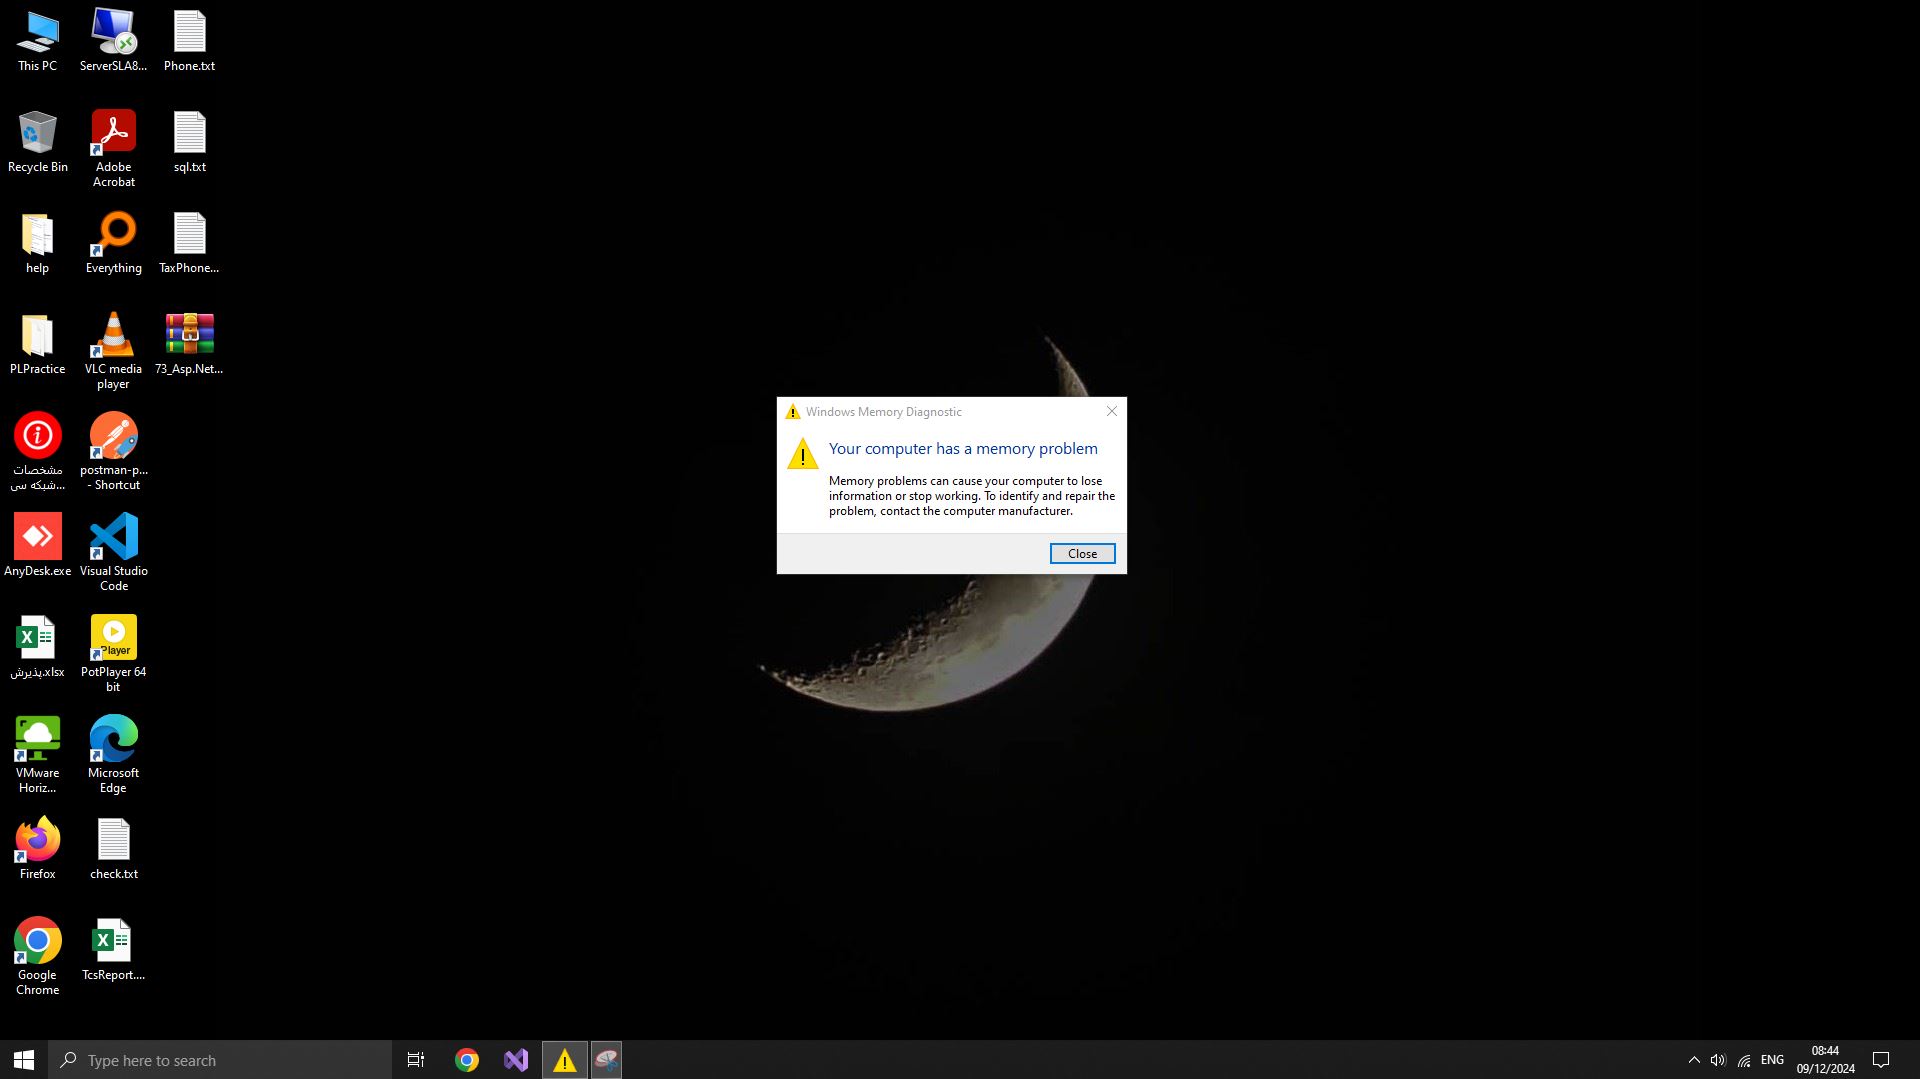 This PC
ServerSLA8...
Phone.txt
Recycle Bin
Adobe
Acrobat
sql.txt
help
Everything
TaxPhone...
PLPractice
VLC media
player
73_Asp.Net...
مشخصات
شبکه سی...
postman-p...
- Shortcut
AnyDesk.exe
Visual Studio
Code
پذیرش.xlsx
Player
PotPlayer 64
bit
VMware
Horiz...
Microsoft
Edge
Firefox
check.txt
Google
Chrome
TcsReport....
Windows Memory Diagnostic
Your computer has a memory problem
Memory problems can cause your computer to lose
information or stop working. To identify and repair the
problem, contact the computer manufacturer.
Close
Type here to search
ENG
08:44
09/12/2024